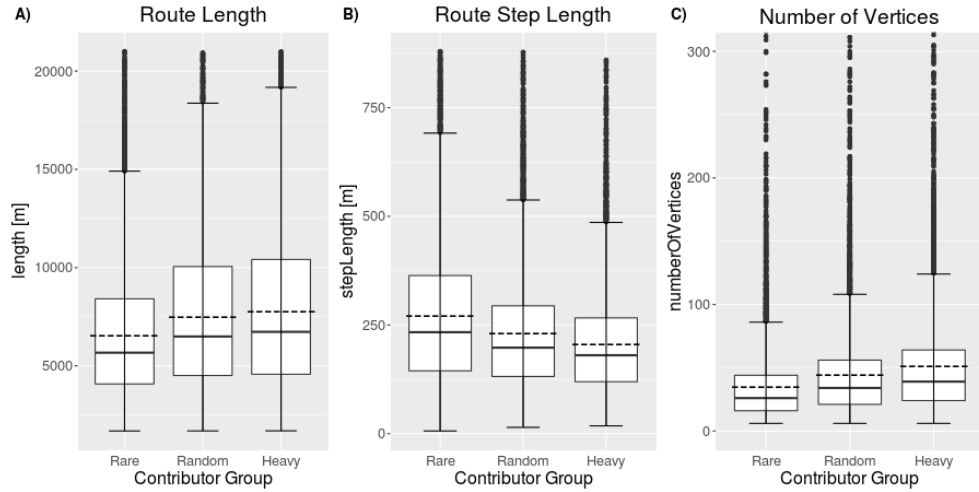 A) Route Length
length [m]
20000
15000
10000
5000
Rare Random Heavy
Contributor Group
B) Route Step Length
stepLength [m]
750
500
250
0
Rare Random Heavy
Contributor Group
C) Number of Vertices
numberOfVertices
300
200
100
0
Rare Random Heavy
Contributor Group